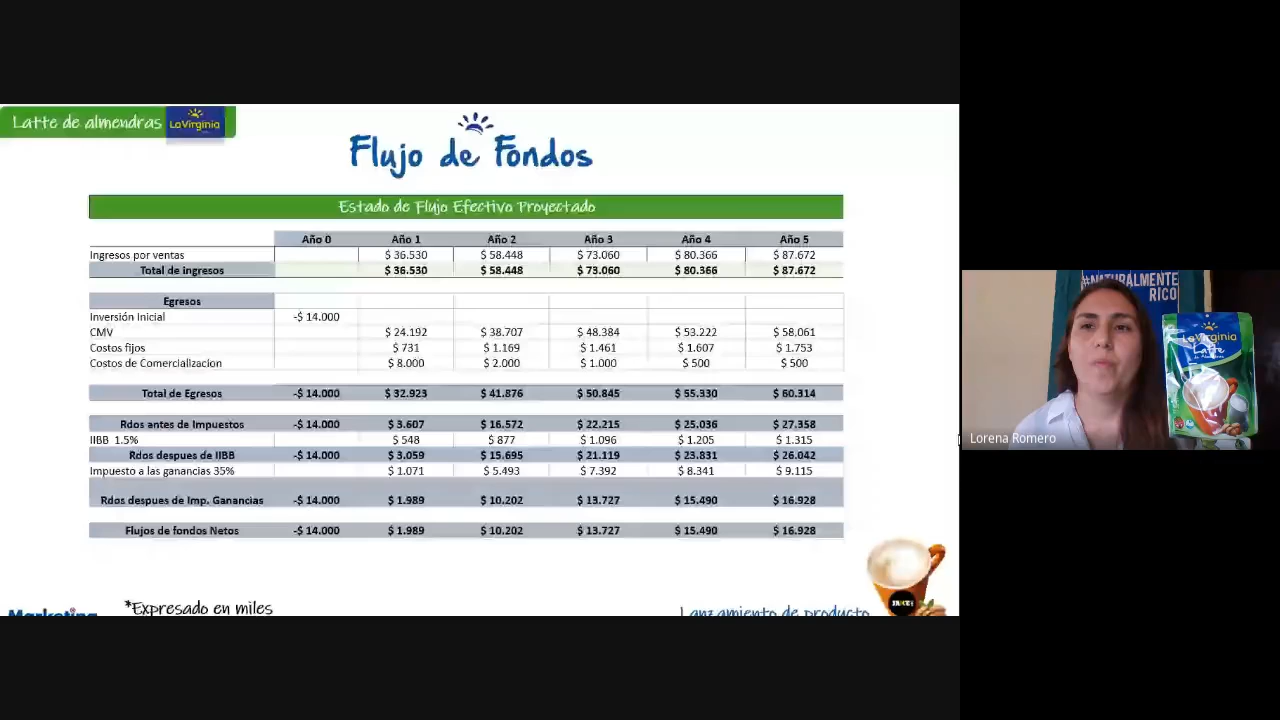 Latte de almendras LaVirginia
Flujo de Fondos
Estado de Flujo Efectivo Proyectado
Año 0 Año 1 Año 2 Año 3 Año 4 Año 5
Ingresos por ventas $ 36.530 $ 58.448 $ 73.060 $ 80.366 $ 87.672
Total de ingresos $ 36.530 $ 58.448 $ 73.060 $ 80.366 $ 87.672
Egresos
Inversión Inicial -$ 14.000
CMV $ 24.192 $ 38.707 $ 48.384 $ 53.222 $ 58.061
Costos fijos $ 731 $ 1.169 $ 1.461 $ 1.607 $ 1.753
Costos de Comercializacion $ 8.000 $ 2.000 $ 1.000 $ 500 $ 500
Total de Egresos -$ 14.000 $ 32.923 $ 41.876 $ 50.845 $ 55.330 $ 60.314
Rdos antes de Impuestos -$ 14.000 $ 3.607 $ 16.572 $ 22.215 $ 25.036 $ 27.358
IIBB 1.5% $ 548 $ 877 $ 1.096 $ 1.205 $ 1.315
Rdos despues de IIBB -$ 14.000 $ 3.059 $ 15.695 $ 21.119 $ 23.831 $ 26.042
Impuesto a las ganancias 35% $ 1.071 $ 5.493 $ 7.392 $ 8.341 $ 9.115
Rdos despues de Imp. Ganancias -$ 14.000 $ 1.989 $ 10.202 $ 13.727 $ 15.490 $ 16.928
Flujos de fondos Netos -$ 14.000 $ 1.989 $ 10.202 $ 13.727 $ 15.490 $ 16.928
*Expresado en miles
Marketing
Lanzamiento de producto
#NATURALMENTE
RICO
LaVirginia
Latte
Lorena Romero